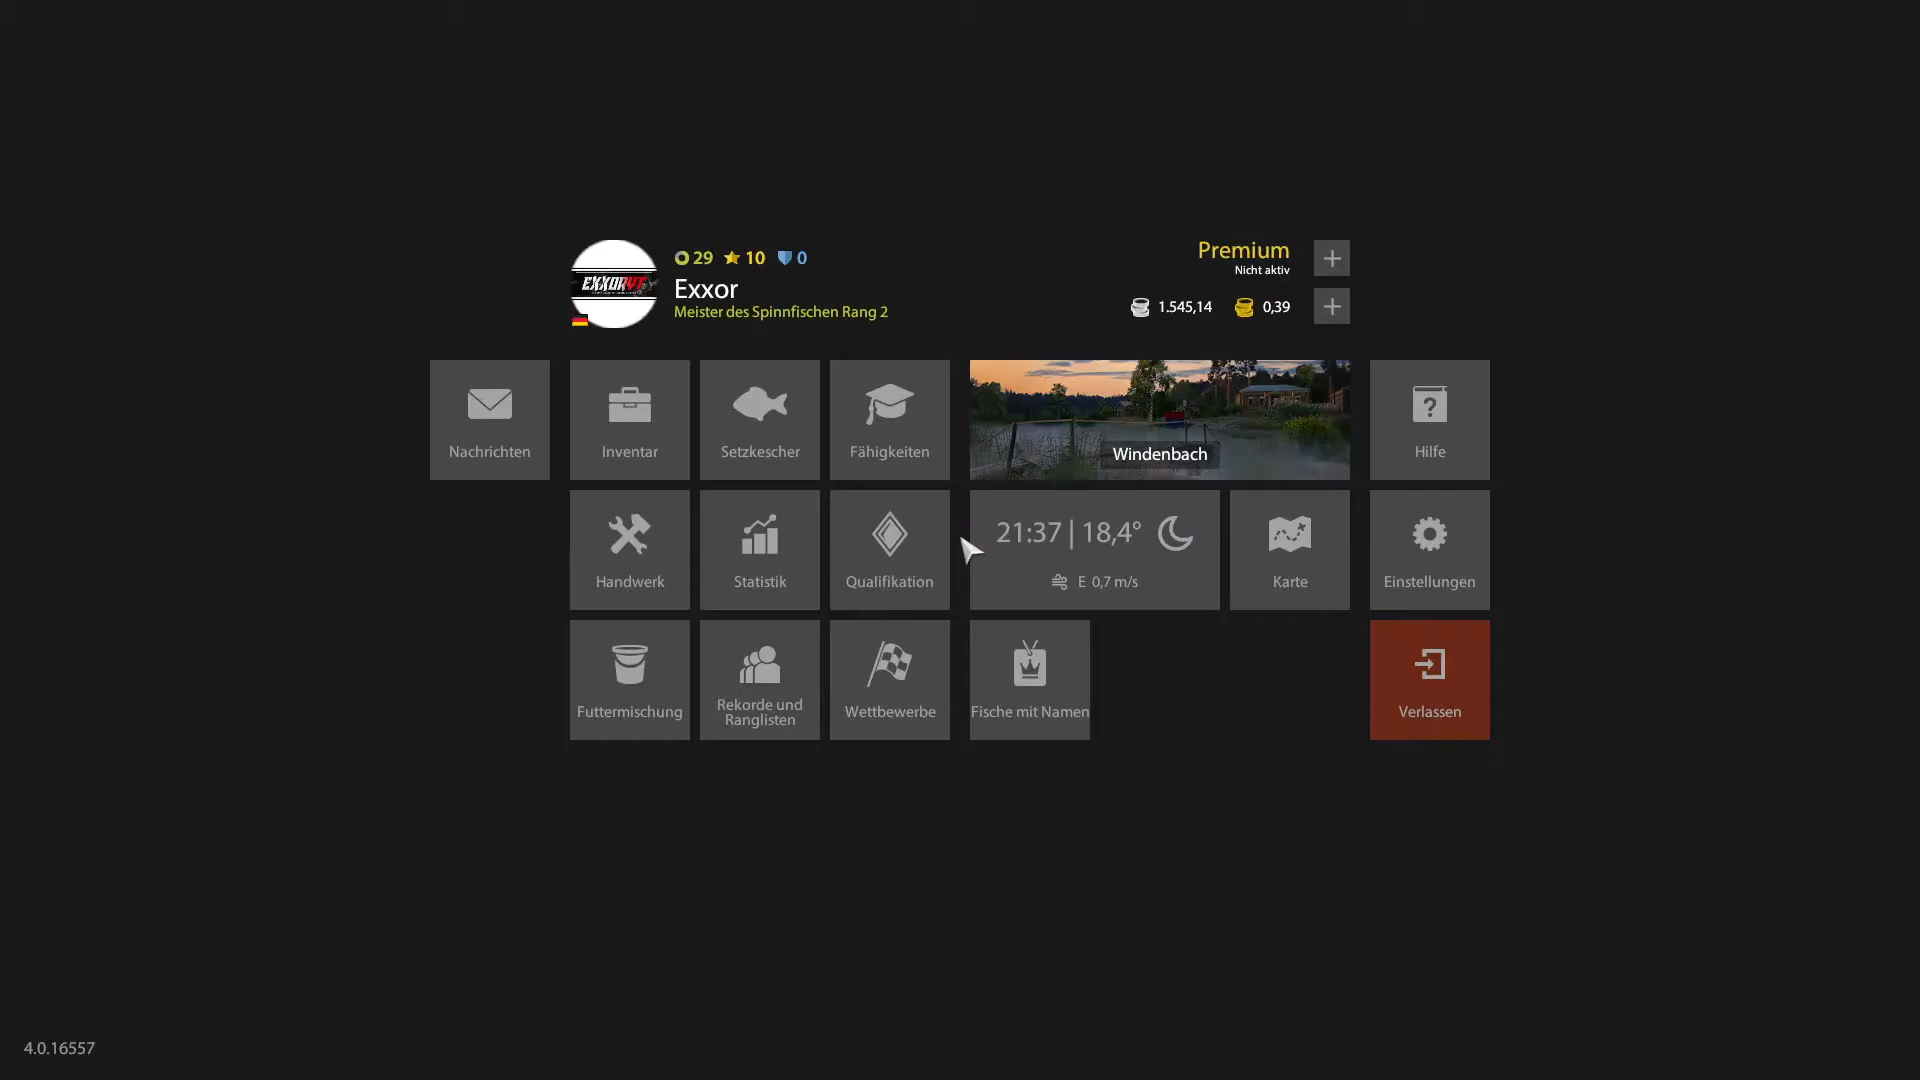 29 10 0
Exxor
Meister des Spinnfischen Rang 2
Premium
Nicht aktiv
1.545,14 0,39
EXXOR4YT
Nachrichten
Inventar
Setzkescher
Fähigkeiten
Windenbach
Hilfe
Handwerk
Statistik
Qualifikation
21:37 | 18,4°
E 0,7 m/s
Karte
Einstellungen
Futtermischung
Rekorde und
Ranglisten
Wettbewerbe
Fische mit Namen
Verlassen
4.0.16557